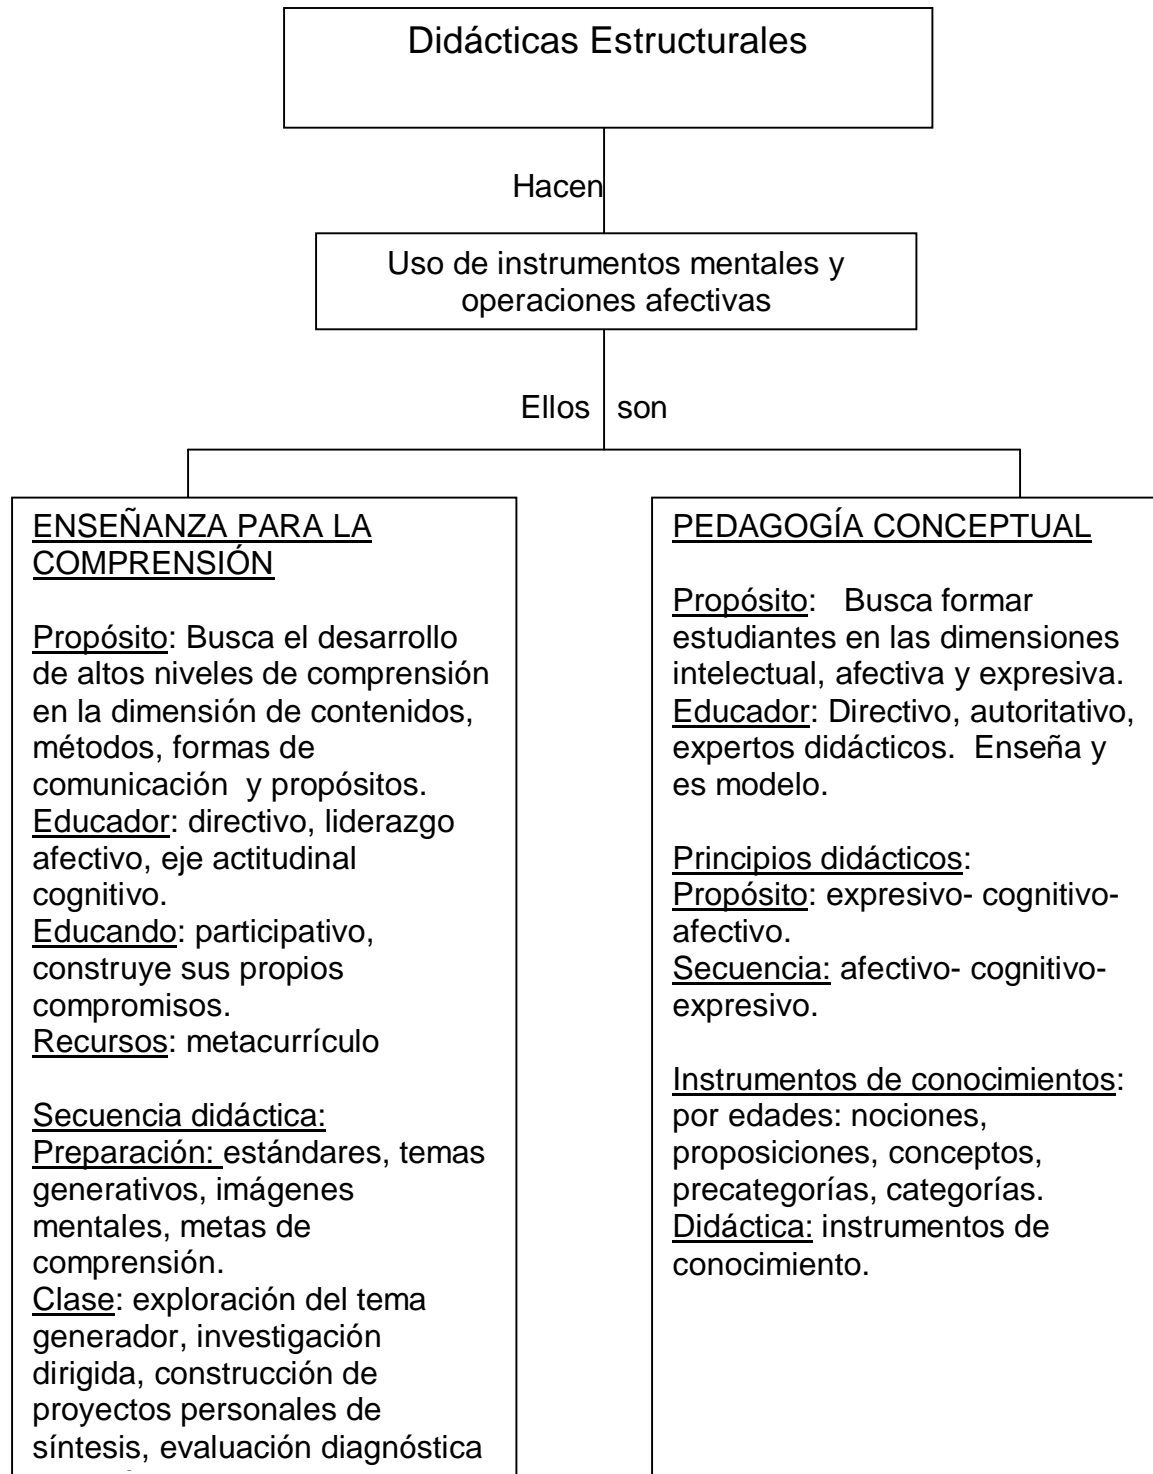 Didácticas Estructurales
Hacen
Uso de instrumentos mentales y
operaciones afectivas
Ellos son
ENSEÑANZA PARA LA
COMPRENSIÓN
Propósito: Busca el desarrollo
de altos niveles de comprensión
en la dimensión de contenidos,
métodos, formas de
comunicación y propósitos.
Educador: directivo, liderazgo
afectivo, eje actitudinal
cognitivo.
Educando: participativo,
construye sus propios
compromisos.
Recursos: metacurrículo
Secuencia didáctica:
Preparación: estándares, temas
generativos, imágenes
mentales, metas de
comprensión.
Clase: exploración del tema
generador, investigación
dirigida, construcción de
proyectos personales de
síntesis, evaluación diagnóstica
PEDAGOGÍA CONCEPTUAL
Propósito: Busca formar
estudiantes en las dimensiones
intelectual, afectiva y expresiva.
Educador: Directivo, autoritativo,
expertos didácticos. Enseña y
es modelo.
Principios didácticos:
Propósito: expresivo- cognitivo-
afectivo.
Secuencia: afectivo- cognitivo-
expresivo.
Instrumentos de conocimientos:
por edades: nociones,
proposiciones, conceptos,
precategorías, categorías.
Didáctica: instrumentos de
conocimiento.